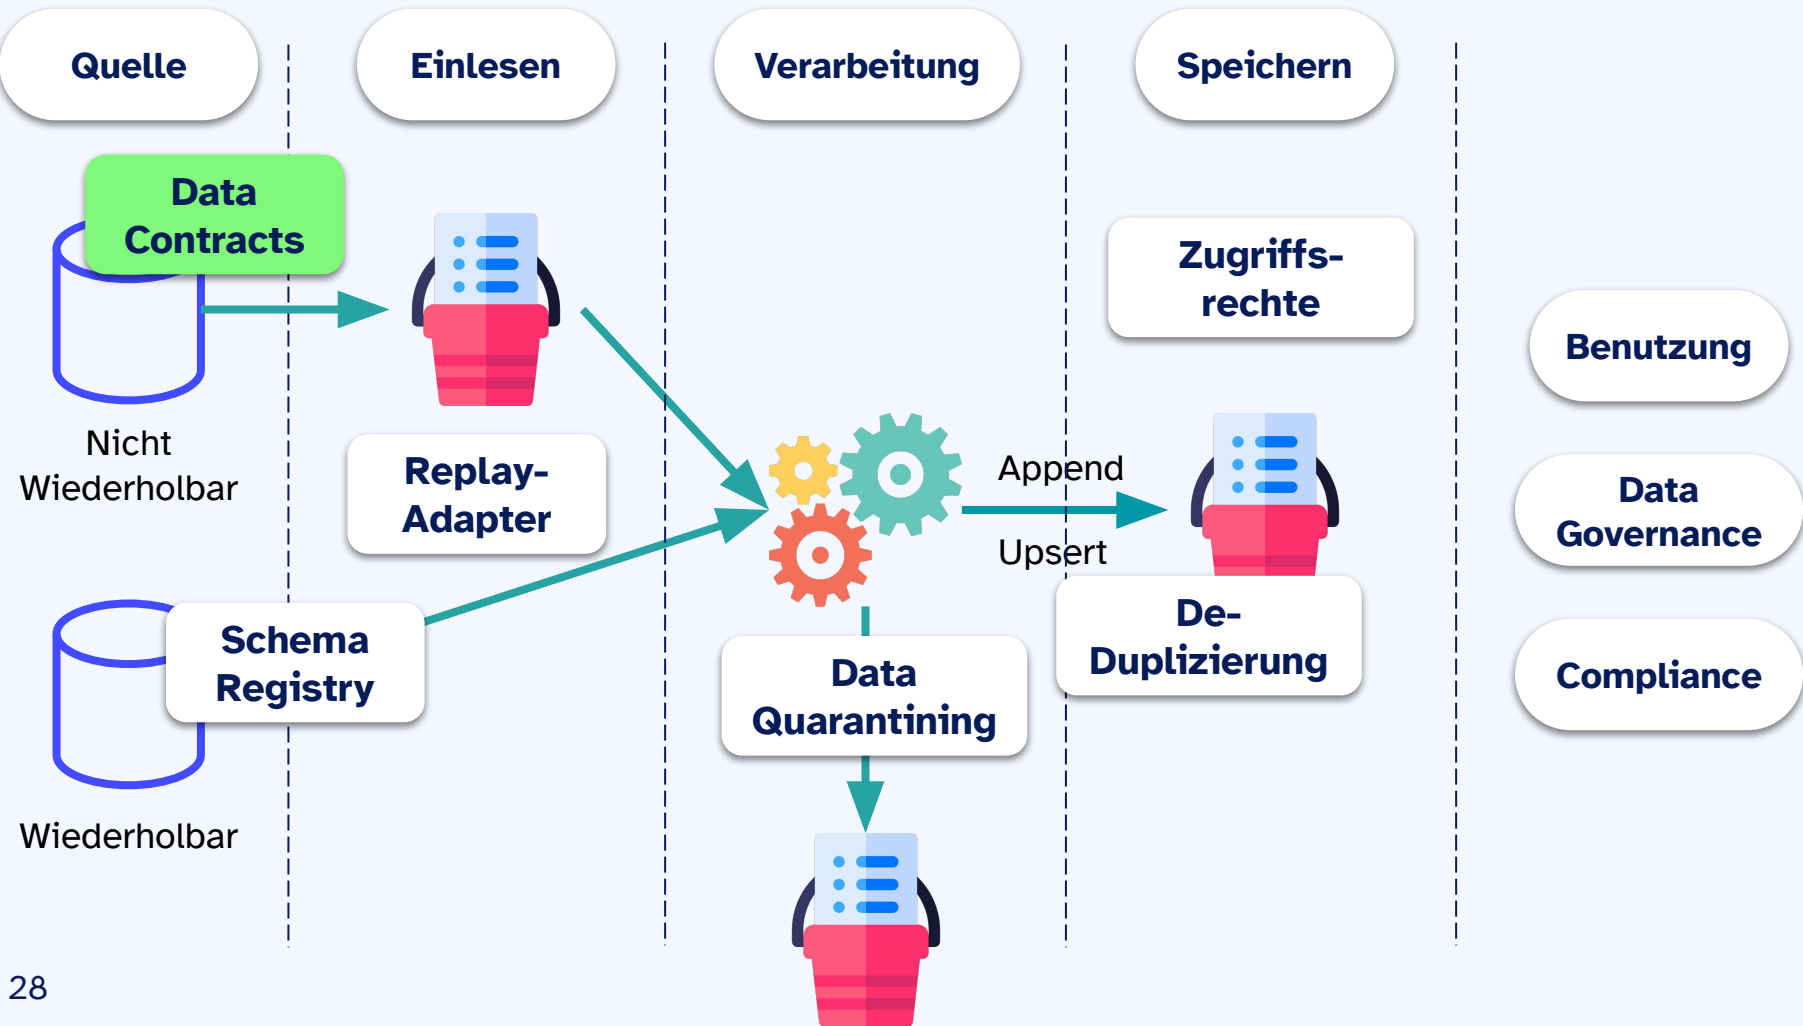 Quelle
Einlesen
Verarbeitung
Speichern
Data
Contracts
Nicht
Wiederholbar
Replay-
Adapter
Schema
Registry
Wiederholbar
Append
Upsert
Data
Quarantining
Zugriffs-
rechte
De-
Duplizierung
Benutzung
Data
Governance
Compliance
28